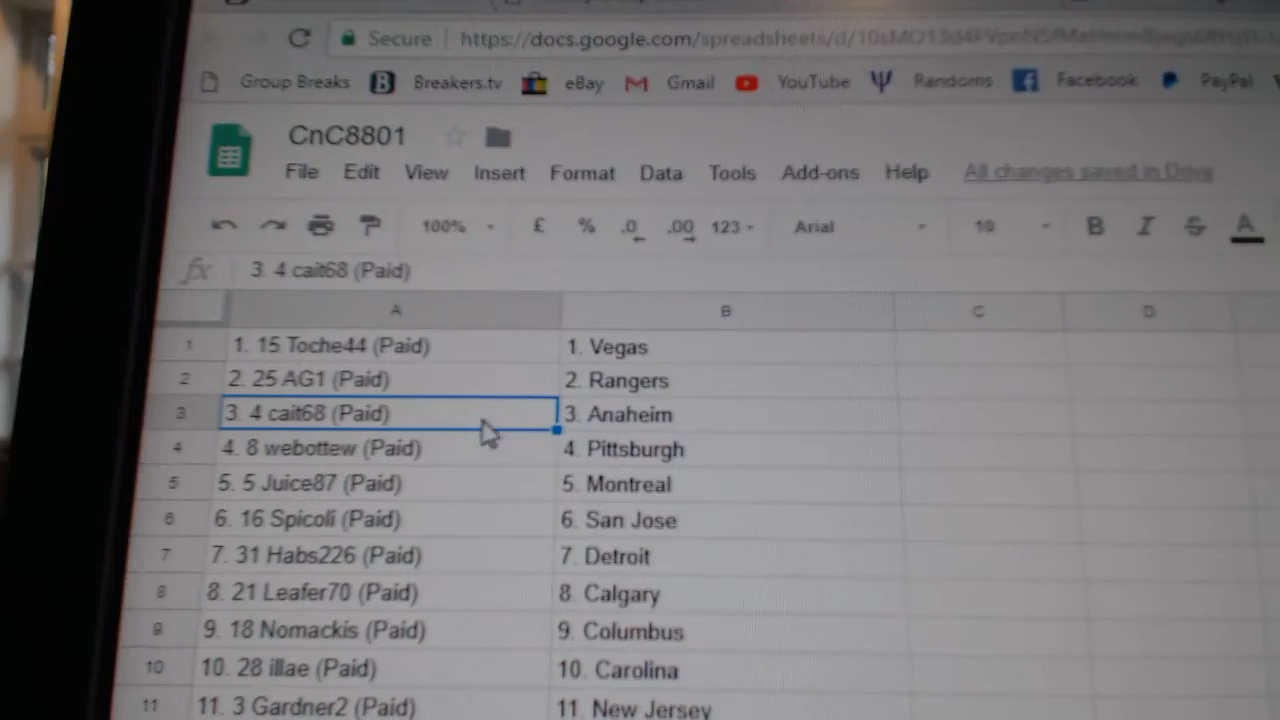 Secure https://docs.google.com/spreadsheets/d/
Group Breaks B Breakers.tv eBay Gmail YouTube Randoms Facebook PayPal
CnC8801
File Edit View Insert Format Data Tools Add-ons Help All changes saved in Drive
100% £ % .0 .00 123 Arial 10 B I S A
fx 3. 4 cait68 (Paid)
A B C D
1 1. 15 Toche44 (Paid) 1. Vegas
2 2. 25 AG1 (Paid) 2. Rangers
3 3. 4 cait68 (Paid) 3. Anaheim
4 4. 8 webottew (Paid) 4. Pittsburgh
5 5. 5 Juice87 (Paid) 5. Montreal
6 6. 16 Spicoli (Paid) 6. San Jose
7 7. 31 Habs226 (Paid) 7. Detroit
8 8. 21 Leafer70 (Paid) 8. Calgary
9 9. 18 Nomackis (Paid) 9. Columbus
10 10. 28 illae (Paid) 10. Carolina
11 11. 3 Gardner2 (Paid) 11. New Jersey